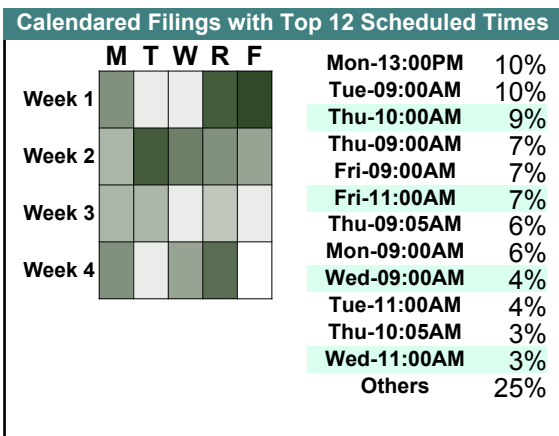 Calendared Filings with Top 12 Scheduled Times
M T W R F
Week 1
Week 2
Week 3
Week 4
Mon-13:00PM 10%
Tue-09:00AM 10%
Thu-10:00AM 9%
Thu-09:00AM 7%
Fri-09:00AM 7%
Fri-11:00AM 7%
Thu-09:05AM 6%
Mon-09:00AM 6%
Wed-09:00AM 4%
Tue-11:00AM 4%
Thu-10:05AM 3%
Wed-11:00AM 3%
Others 25%